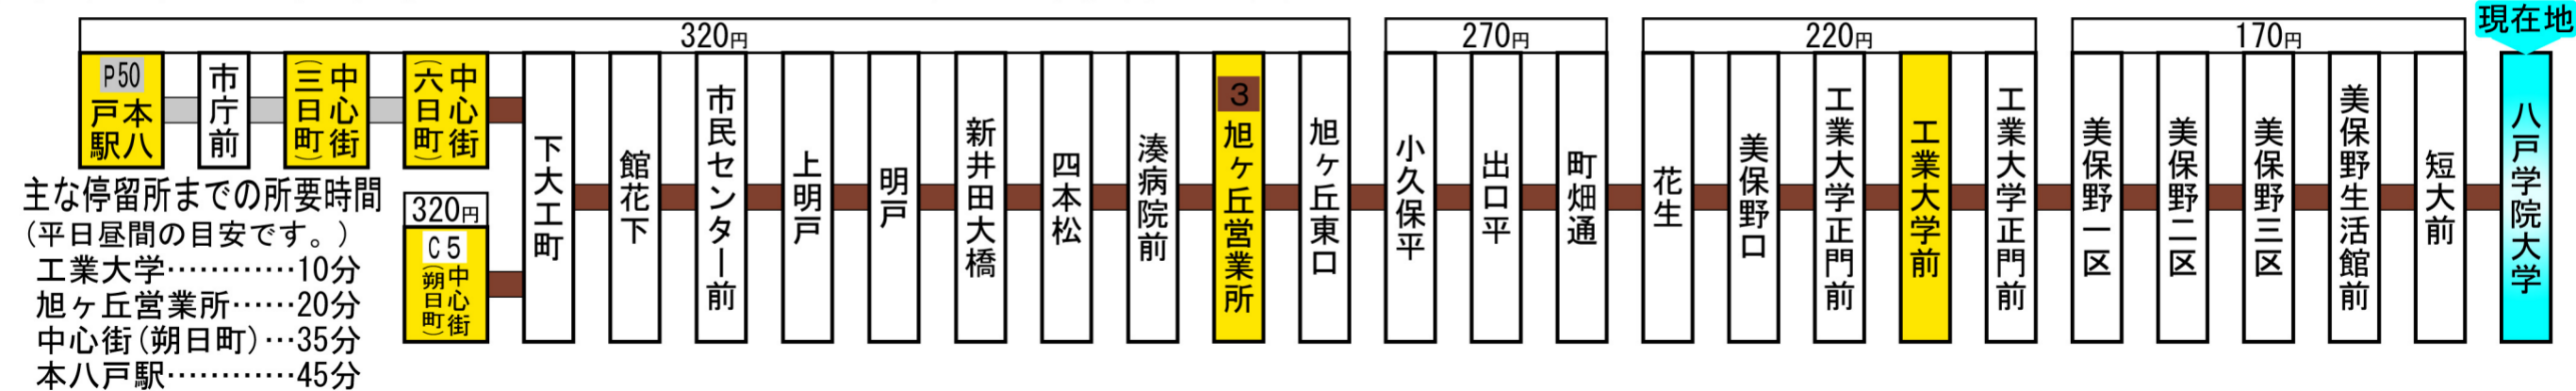 320円
270円
220円
170円
現在地
P50
本八戸駅
市庁前
中心街(三日町)
中心街(六日町)
下大工町
館花下
市民センター前
上明戸
明戸
新井田大橋
四本松
湊病院前
3
旭ヶ丘営業所
旭ヶ丘東口
小久保平
出口平
町畑通
花生
美保野口
工業大学正門前
工業大学前
工業大学正門前
美保野一区
美保野二区
美保野三区
美保野生活館前
短大前
八戸学院大学
320円
C5
中心街(朔日町)
主な停留所までの所要時間
(平日昼間の目安です。)
工業大学…………10分
旭ヶ丘営業所……20分
中心街(朔日町)…35分
本八戸駅…………45分